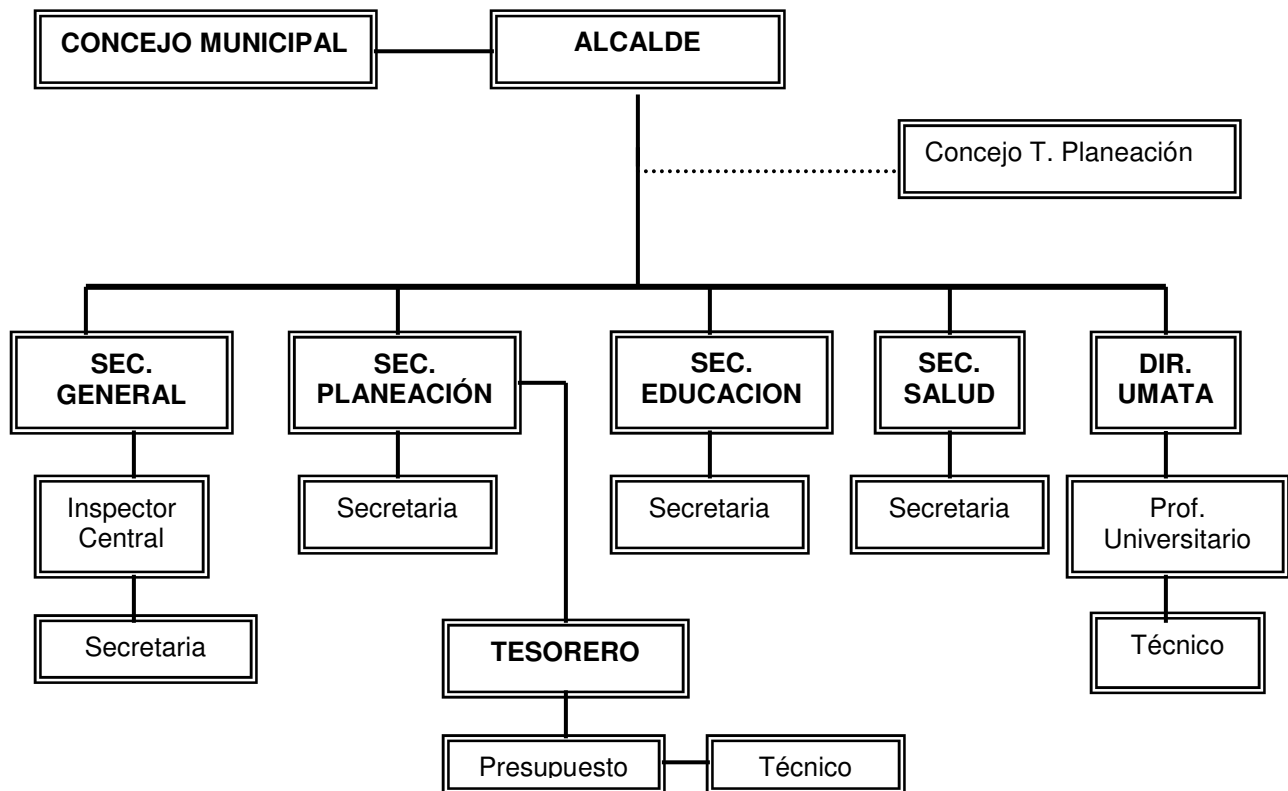 CONCEJO MUNICIPAL
ALCALDE
Concejo T. Planeación
SEC.
GENERAL
SEC.
PLANEACIÓN
SEC.
EDUCACION
SEC.
SALUD
DIR.
UMATA
Inspector
Central
Secretaria
Secretaria
Secretaria
Prof.
Universitario
Secretaria
TESORERO
Técnico
Presupuesto
Técnico